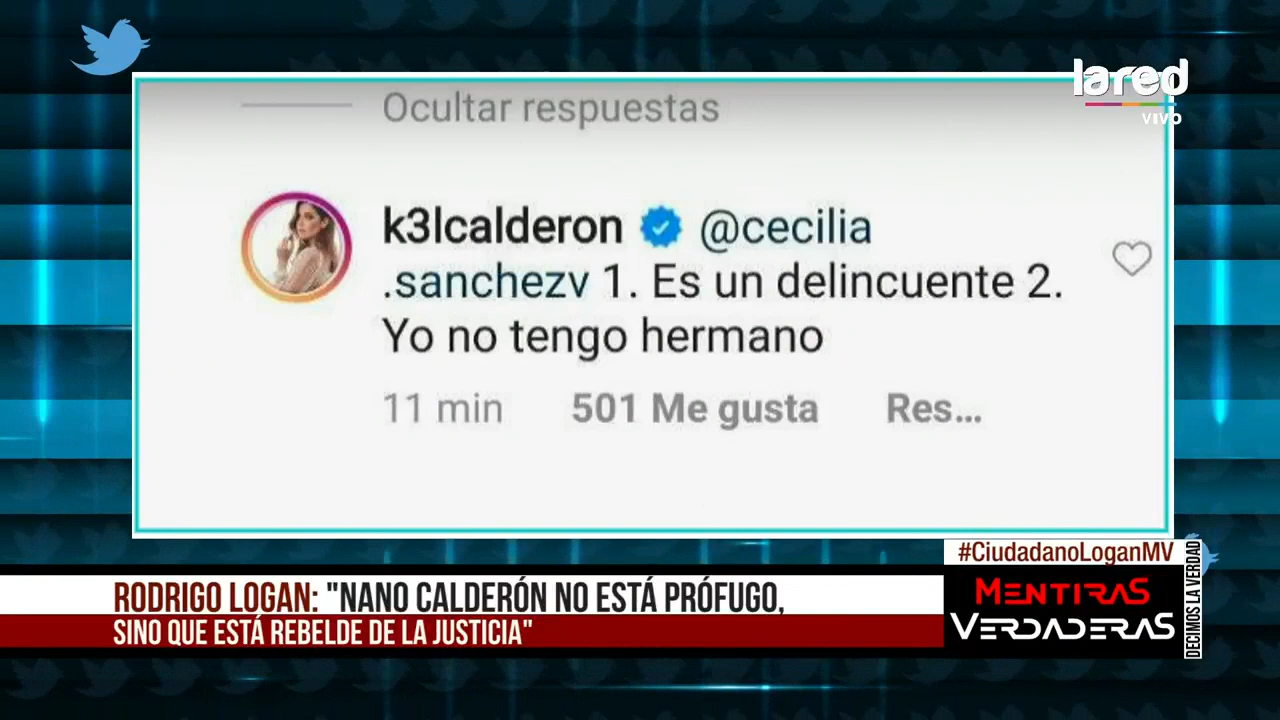 lared
VIVO
Ocultar respuestas
k3lcalderon @cecilia
.sanchezv 1. Es un delincuente 2.
Yo no tengo hermano
11 min 501 Me gusta Res...
#CiudadanoLoganMV
RODRIGO LOGAN: "NANO CALDERÓN NO ESTÁ PRÓFUGO,
SINO QUE ESTÁ REBELDE DE LA JUSTICIA"
MENTIRAS
VERDADERAS
DECIMOS LA VERDAD